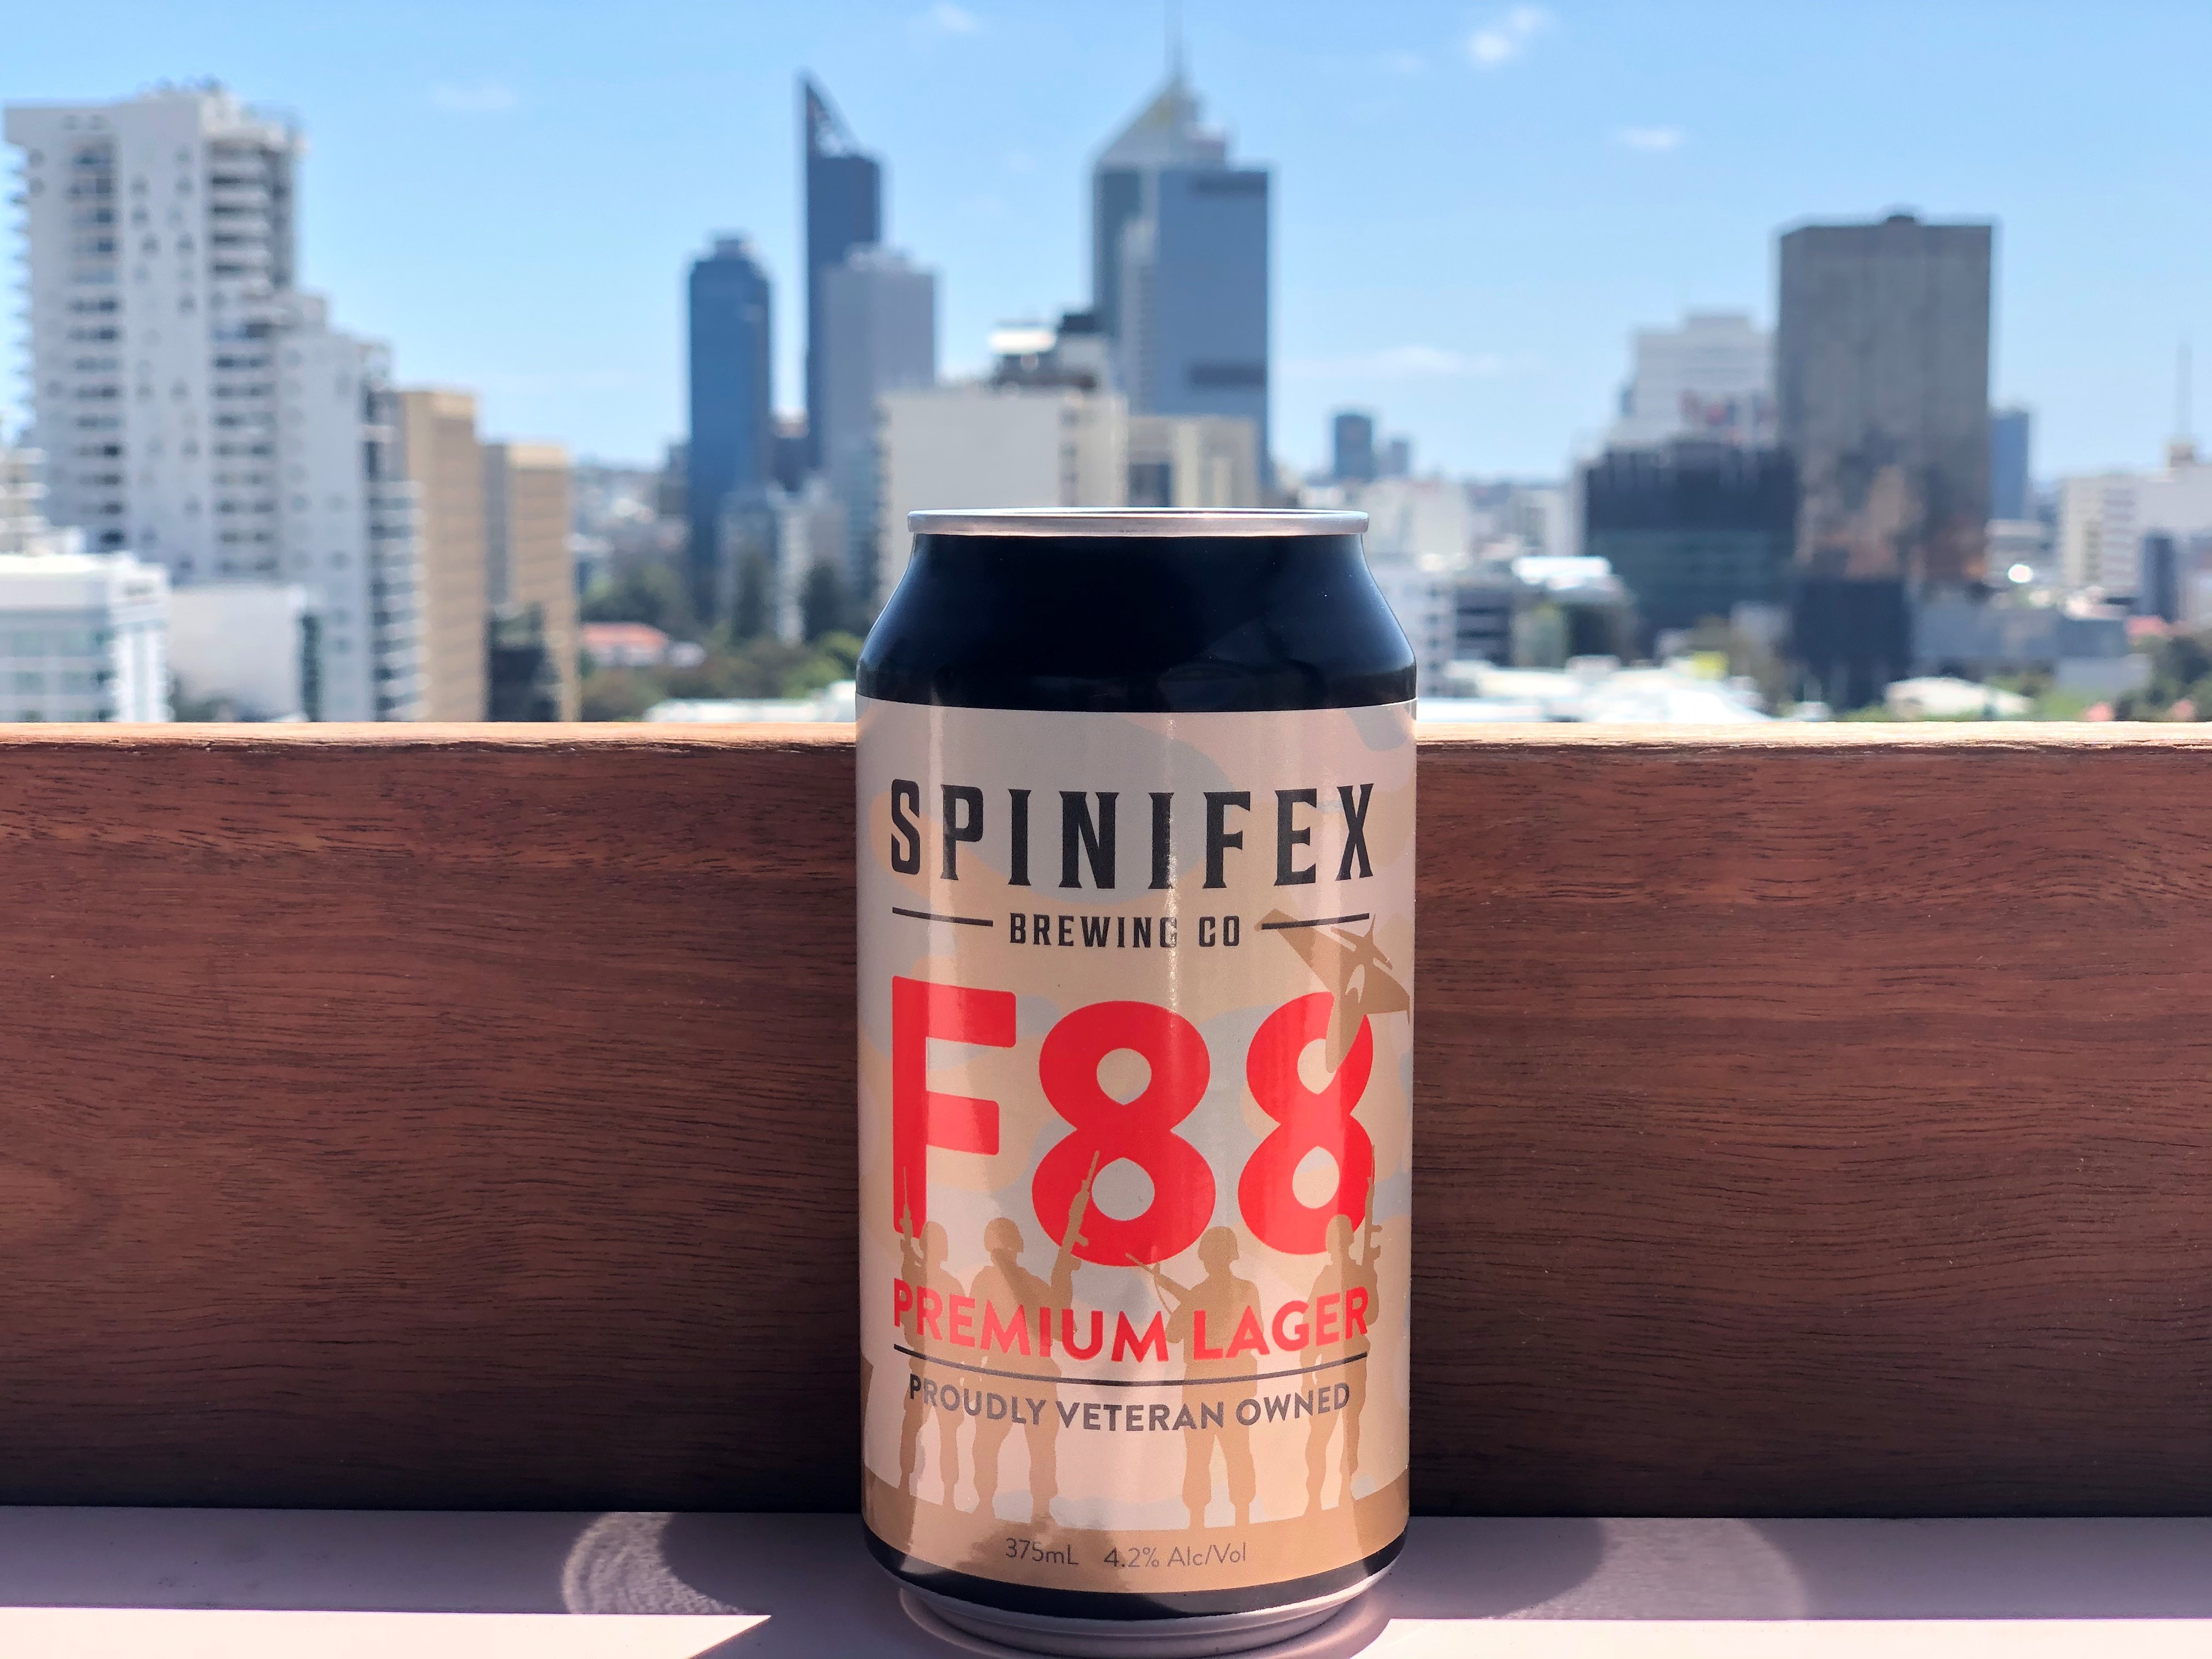 SPINIFEX
BREWING CO
F88
PREMIUM LAGER
PROUDLY VETERAN OWNED
375mL 4.2% Alc/Vol